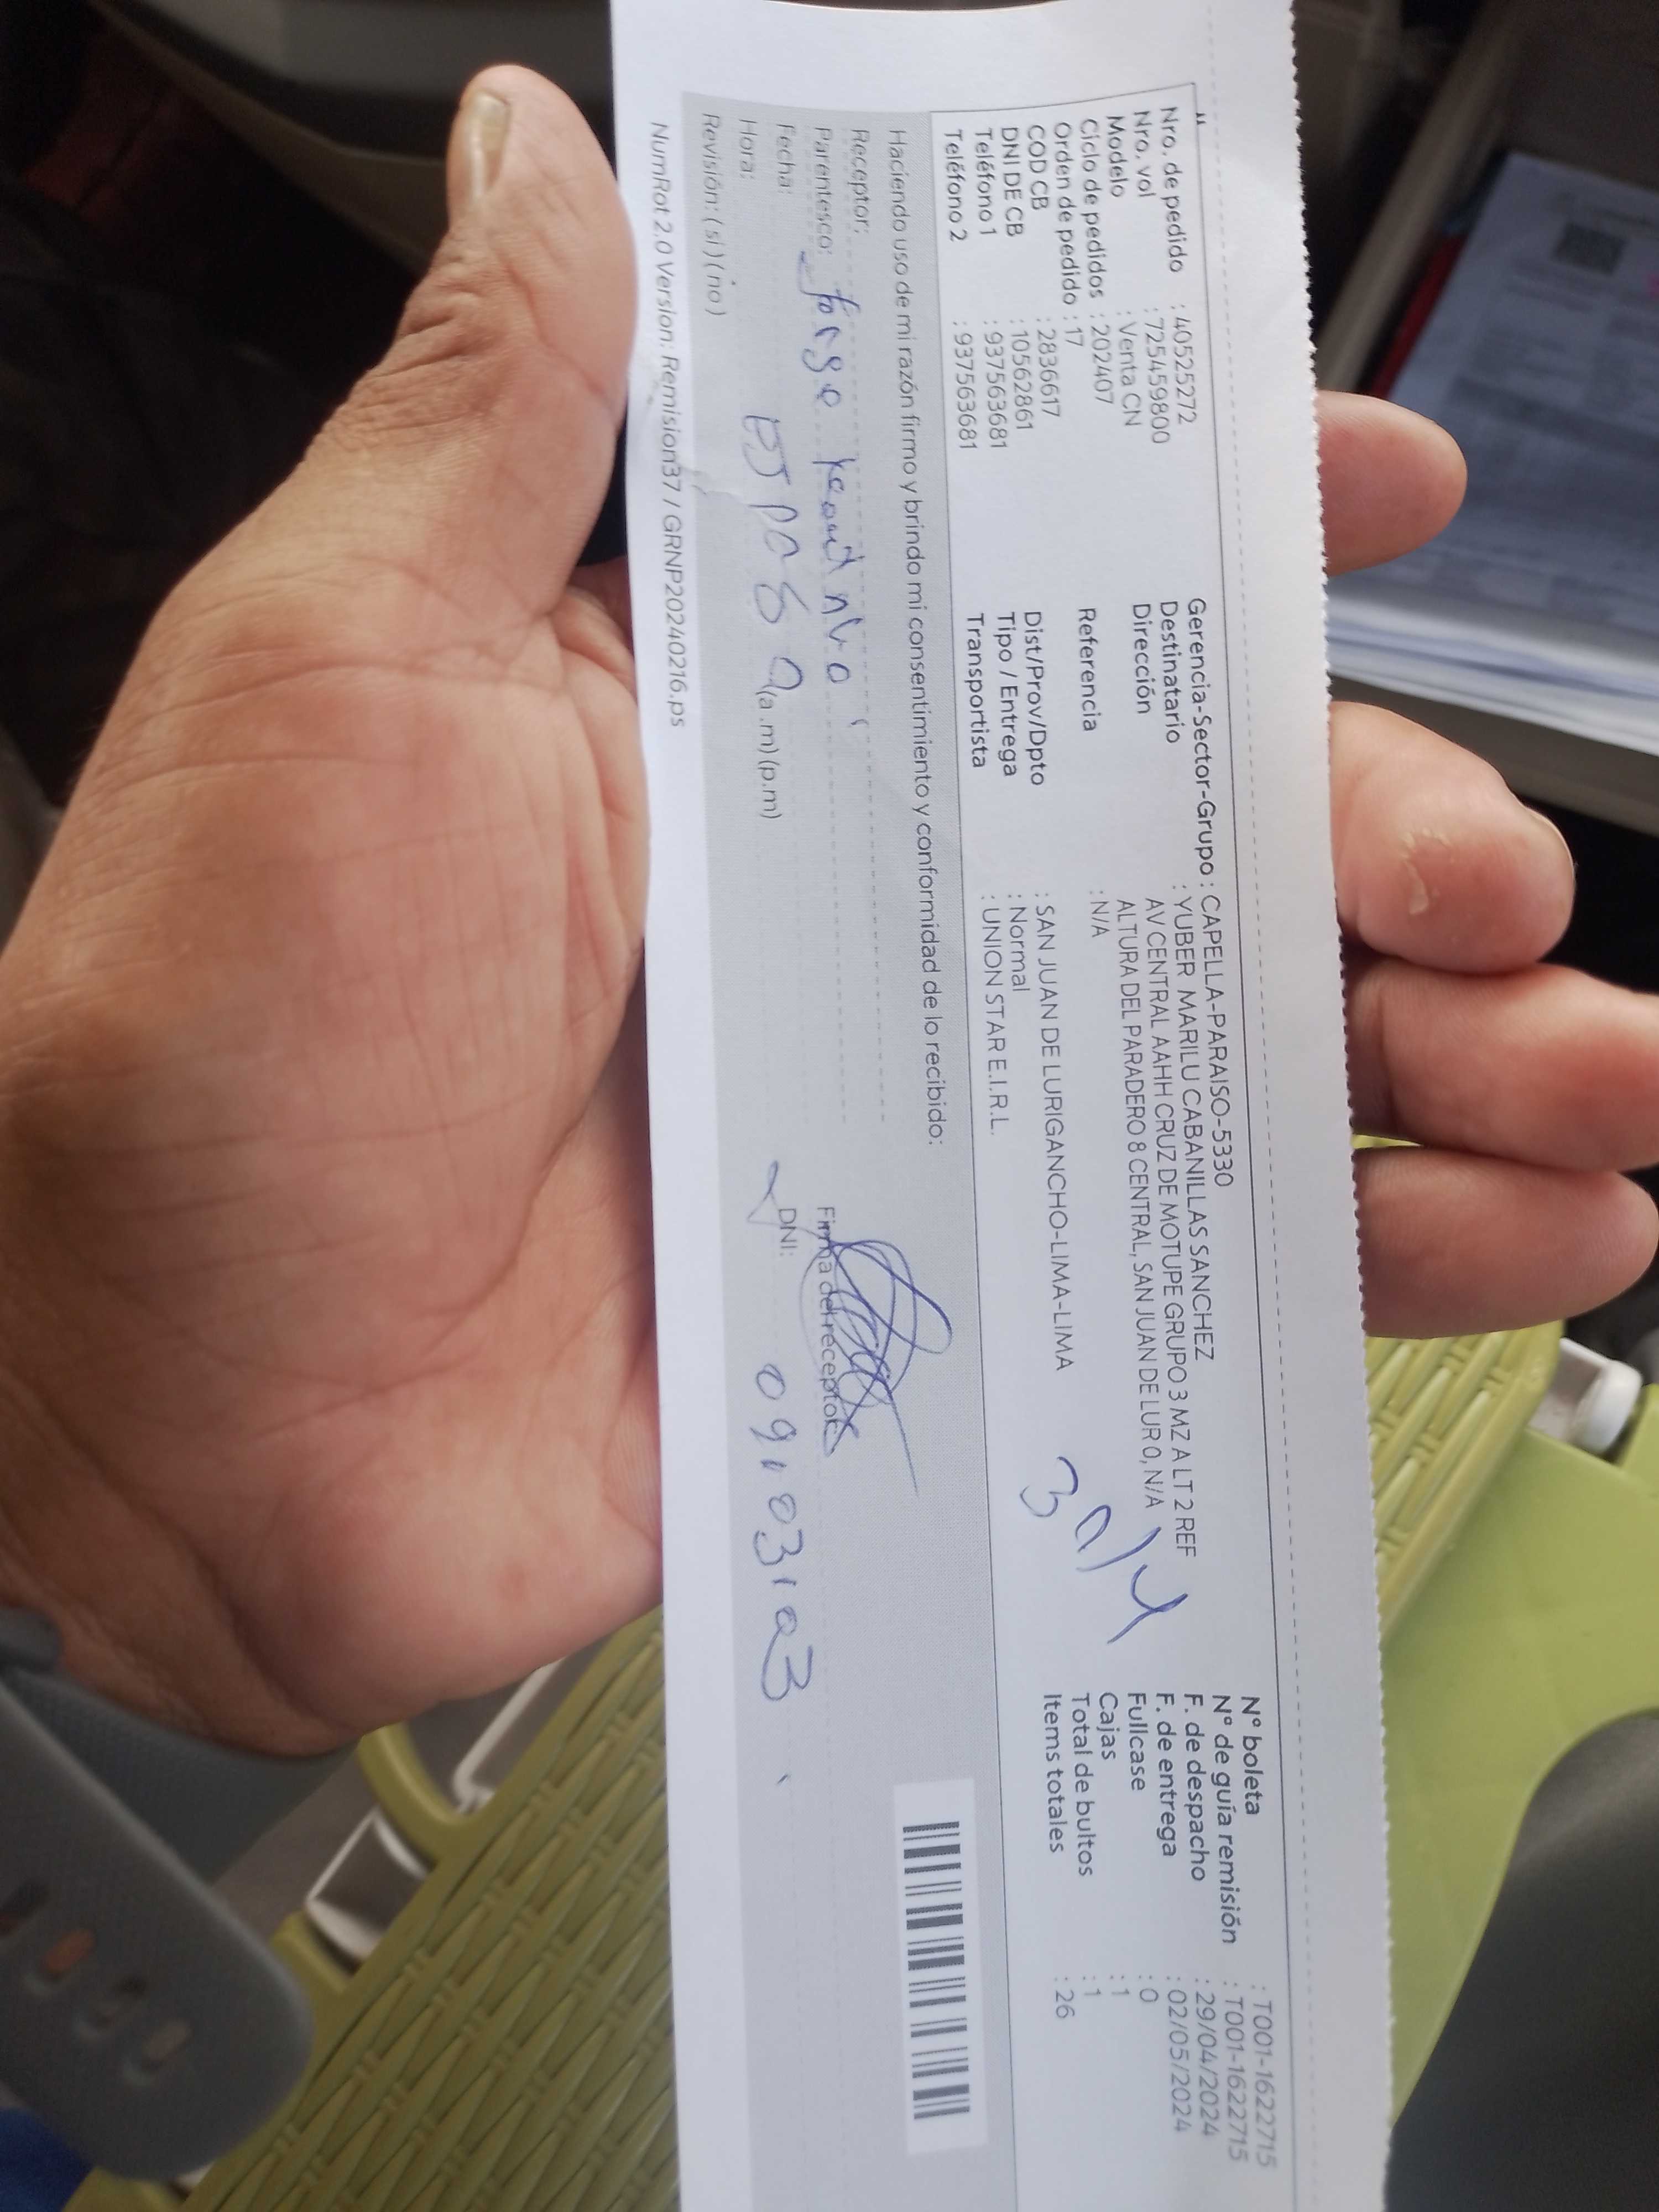 Nro. de pedido : 40525272
Nro. vol : 725459800
Modelo : Venta CN
Ciclo de pedidos : 202407
Orden de pedido : 17
COD CB : 2836617
DNI DE CB : 10562861
Teléfono 1 : 937563681
Teléfono 2 : 937563681
Gerencia-Sector-Grupo : CAPELLA-PARAISO-5330
Destinatario : YUBER MARILU CABANILLAS SANCHEZ
Dirección AV CENTRAL AAHH CRUZ DE MOTUPE GRUPO 3 MZ A LT 2 REF
ALTURA DEL PARADERO 8 CENTRAL, SAN JUAN DE LUR 0, N/A
Referencia : N/A
Dist/Prov/Dpto : SAN JUAN DE LURIGANCHO-LIMA-LIMA
Tipo / Entrega : Normal
Transportista : UNION STAR E.I.R.L.
N° boleta : T001-1622715
N° de guía remisión : T001-1622715
F. de despacho : 29/04/2024
F. de entrega : 02/05/2024
Fullcase : 0
Cajas : 1
Total de bultos : 1
Items totales : 26
Haciendo uso de mi razón firmo y brindo mi consentimiento y conformidad de lo recibido:
Receptor:
Parentesco:
Fecha:
Hora: (a.m) (p.m)
Revisión: ( si ) ( no )
Firma del receptor
DNI:
NumRot 2.0 Version: Remision37 / GRNP20240216.ps